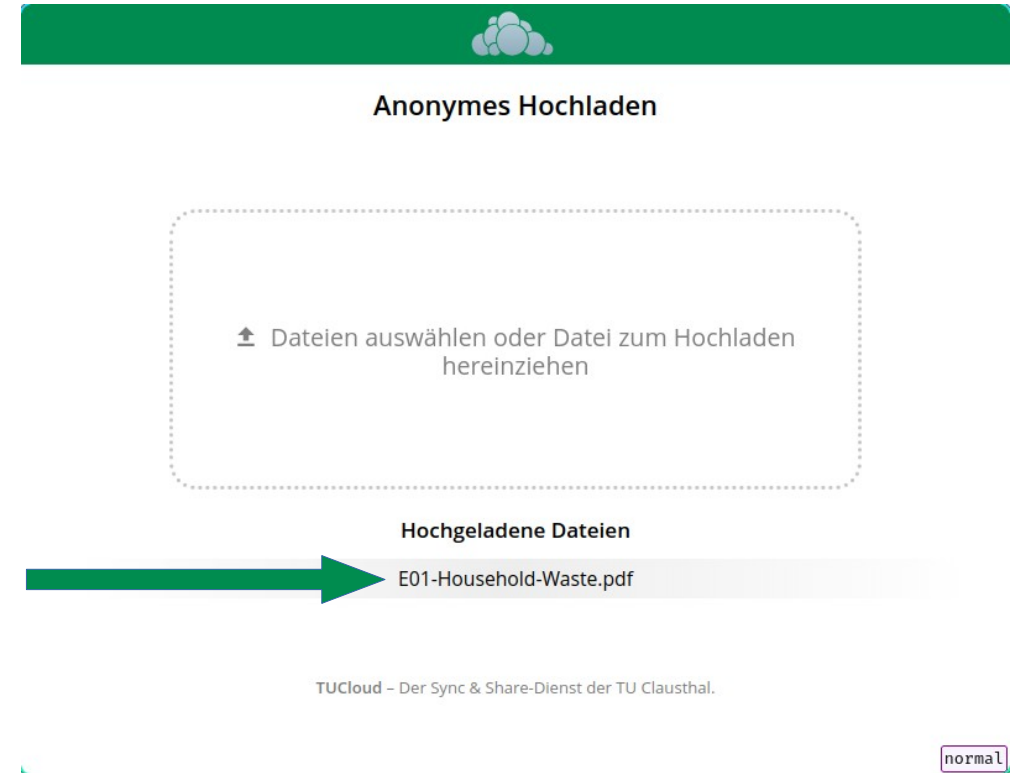 Anonymes Hochladen
Dateien auswählen oder Datei zum Hochladen
hereinziehen
Hochgeladene Dateien
E01-Household-Waste.pdf
TUCloud – Der Sync & Share-Dienst der TU Clausthal.
normal